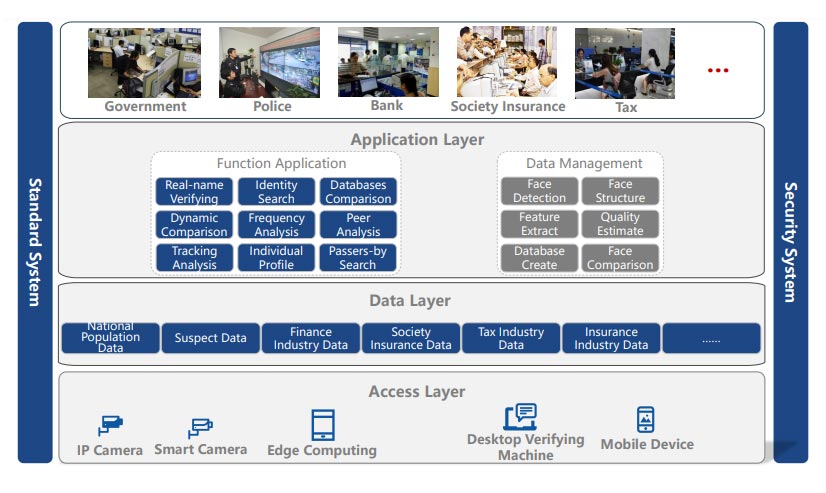 Government
Police
Bank
Society Insurance
Tax
...
Standard System
Security System
Application Layer
Function Application
Real-name
Verifying
Identity
Search
Databases
Comparison
Dynamic
Comparison
Frequency
Analysis
Peer
Analysis
Tracking
Analysis
Individual
Profile
Passers-by
Search
Data Management
Face
Detection
Face
Structure
Feature
Extract
Quality
Estimate
Database
Create
Face
Comparison
Data Layer
National
Population
Data
Suspect Data
Finance
Industry Data
Society
Insurance Data
Tax Industry
Data
Insurance
Industry Data
......
Access Layer
IP Camera
Smart Camera
Edge Computing
Desktop Verifying
Machine
Mobile Device